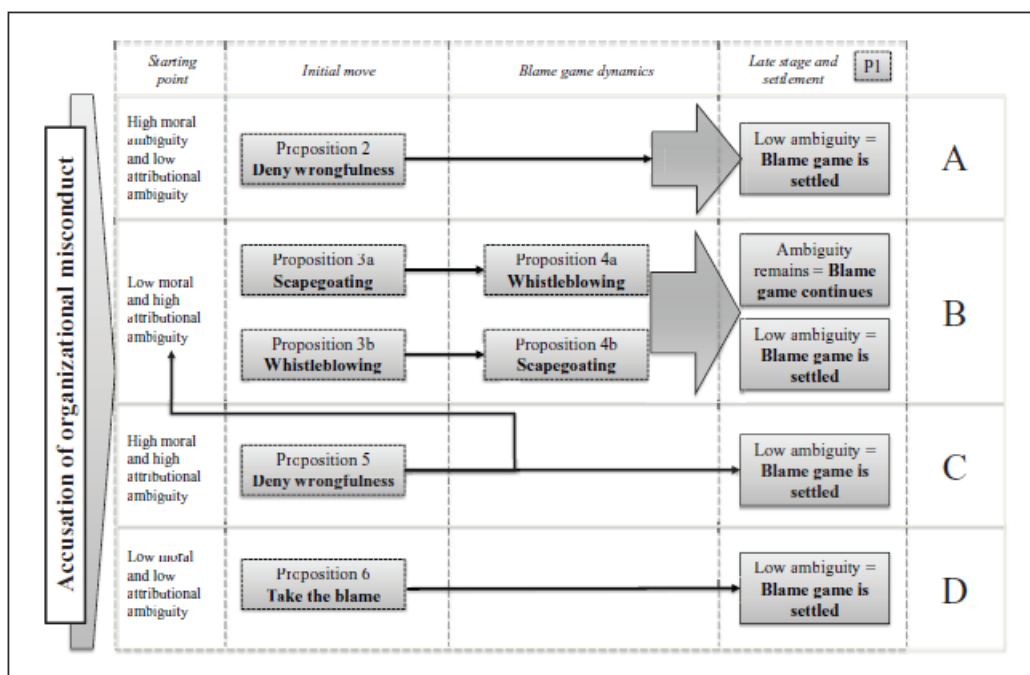 Starting
point
Initial move
Blame game dynamics
Late stage and
settlement
P1
Accusation of organizational misconduct
High moral
ambiguity
and low
attributional
ambiguity
Proposition 2
Deny wrongfulness
Low ambiguity =
Blame game is
settled
A
Low moral
and high
attributional
ambiguity
Proposition 3a
Scapegoating
Proposition 4a
Whistleblowing
Ambiguity
remains = Blame
game continues
Proposition 3b
Whistleblowing
Proposition 4b
Scapegoating
Low ambiguity =
Blame game is
settled
B
High moral
and high
attributional
ambiguity
Proposition 5
Deny wrongfulness
Low ambiguity =
Blame game is
settled
C
Low moral
and low
attributional
ambiguity
Proposition 6
Take the blame
Low ambiguity =
Blame game is
settled
D